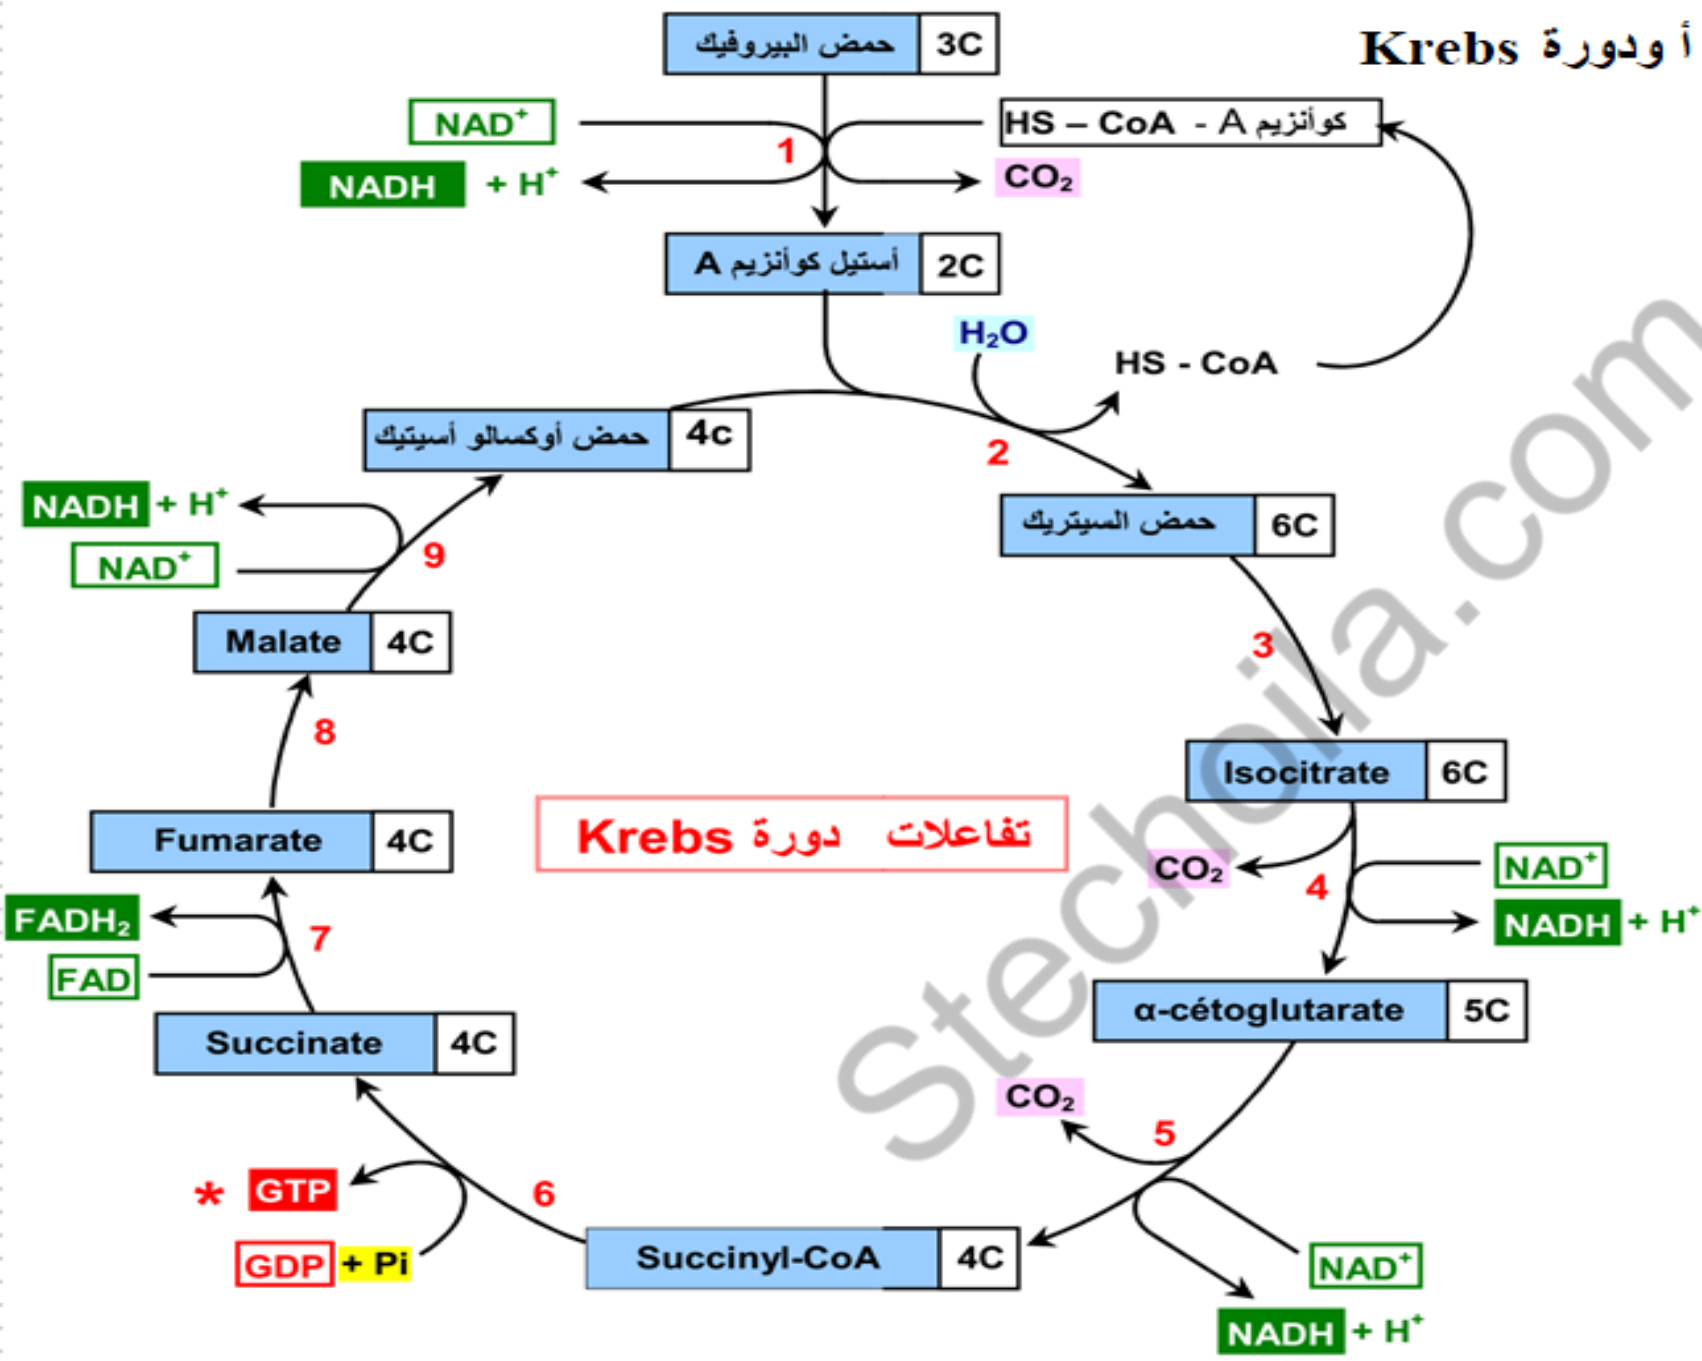 أ ودورة Krebs
حمض البيروفيك 3C
NAD⁺
HS – CoA - A كوأنزيم
1
NADH + H⁺
CO₂
أستيل كوأنزيم A 2C
H₂O
HS - CoA
حمض أوكسالو أسيتيك 4c
2
NADH + H⁺
حمض السيتريك 6C
NAD⁺
9
Malate 4C
3
8
Isocitrate 6C
Fumarate 4C
تفاعلات دورة Krebs
CO₂
4
NAD⁺
FADH₂
NADH + H⁺
7
FAD
α-cétoglutarate 5C
Succinate 4C
CO₂
5
* GTP
6
GDP + Pi
Succinyl-CoA 4C
NAD⁺
NADH + H⁺
Stechoila.com